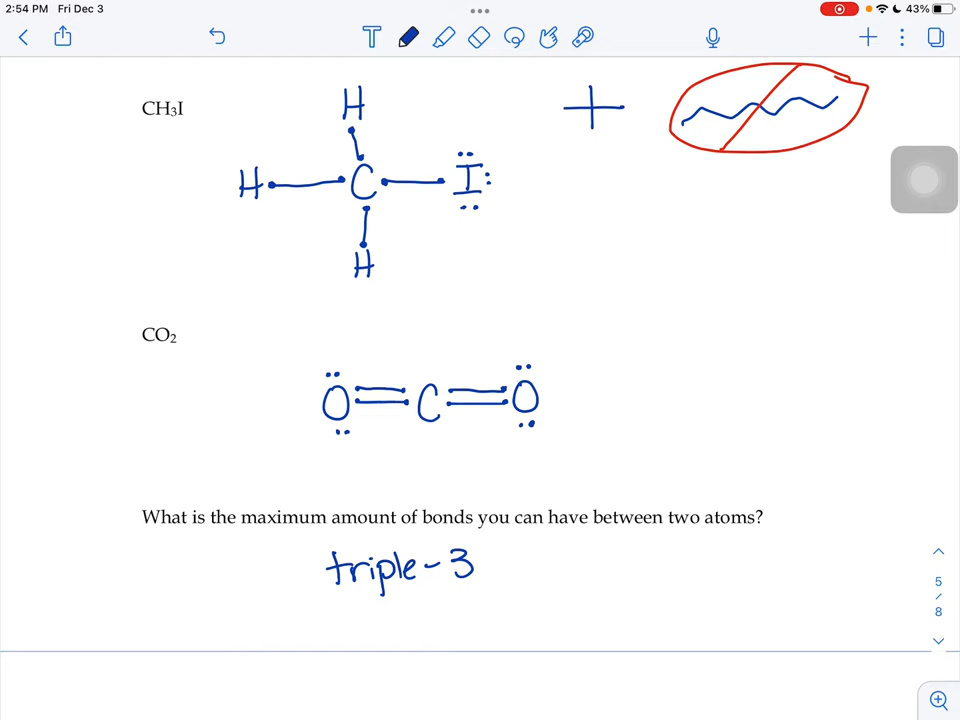 2:54 PM Fri Dec 3
43%
T
CH₃I
H
H C I
H
CO₂
O C O
What is the maximum amount of bonds you can have between two atoms?
triple - 3
5
/
8